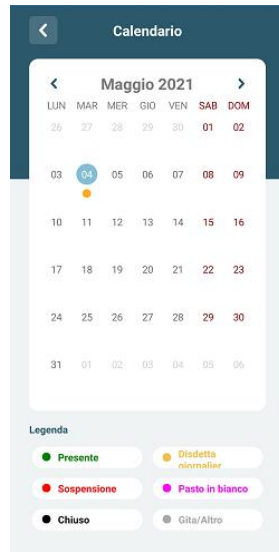 Calendario
Maggio 2021
LUN MAR MER GIO VEN SAB DOM
26 27 28 29 30 01 02
03 04 05 06 07 08 09
10 11 12 13 14 15 16
17 18 19 20 21 22 23
24 25 26 27 28 29 30
31 01 02 03 04 05 06
Legenda
Presente
Disdetta
giornalier
Sospensione
Pasto in bianco
Chiuso
Gita/Altro